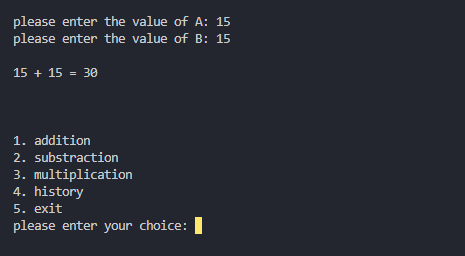 please enter the value of A: 15
please enter the value of B: 15
15 + 15 = 30
1. addition
2. substraction
3. multiplication
4. history
5. exit
please enter your choice: